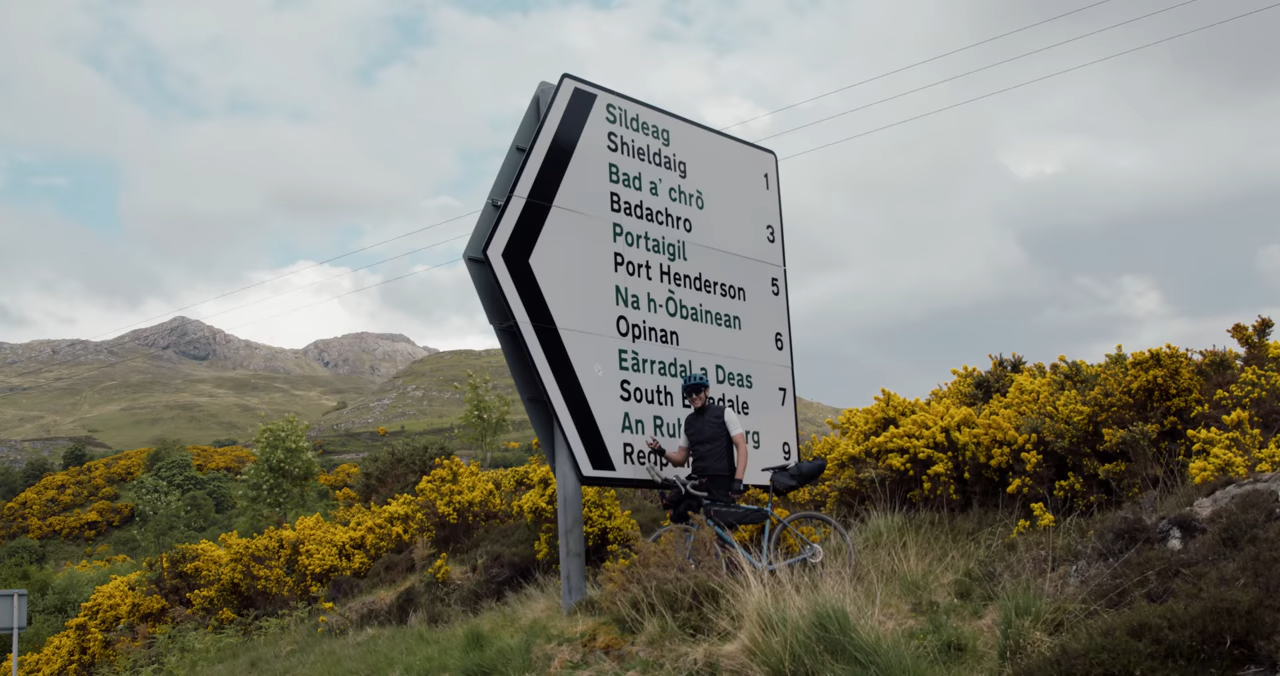 Sìldeag
Shieldaig 1
Bad a' chrò
Badachro 3
Portaigil
Port Henderson 5
Na h-Òbainean
Opinan 6
a Deas
South 7
An
9